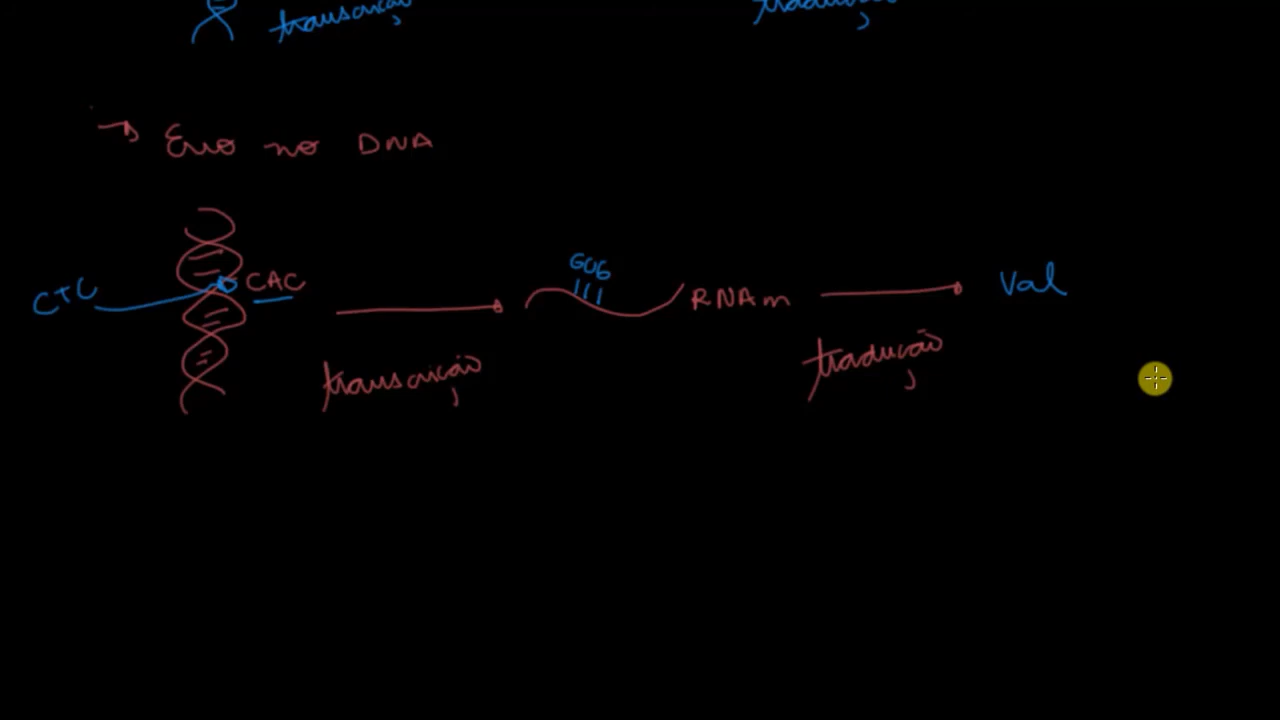 transcrição tradução
→ Erro no DNA
CTC CAC GUG RNAm Val
transcrição tradução